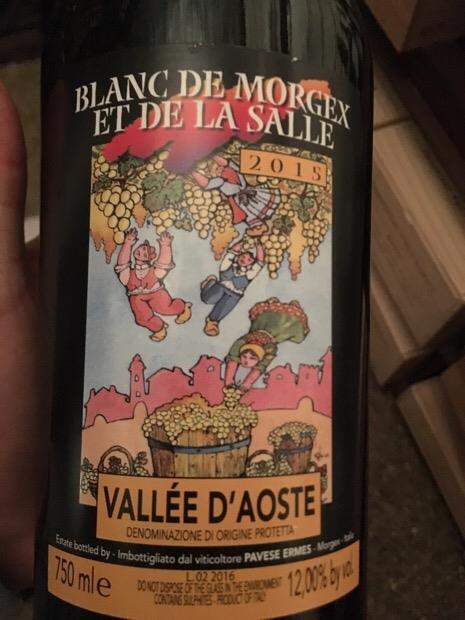 BLANC DE MORGEX
ET DE LA SALLE
2015
VALLÉE D'AOSTE
DENOMINAZIONE DI ORIGINE PROTETTA
Estate bottled by - Imbottigliato dal viticoltore PAVESE ERMES - Morgex - Italia
L.02 2016
750 ml e
DO NOT DISPOSE OF THE GLASS IN THE ENVIRONMENT
12,00% by vol.
CONTAINS SULPHITES - PRODUCT OF ITALY